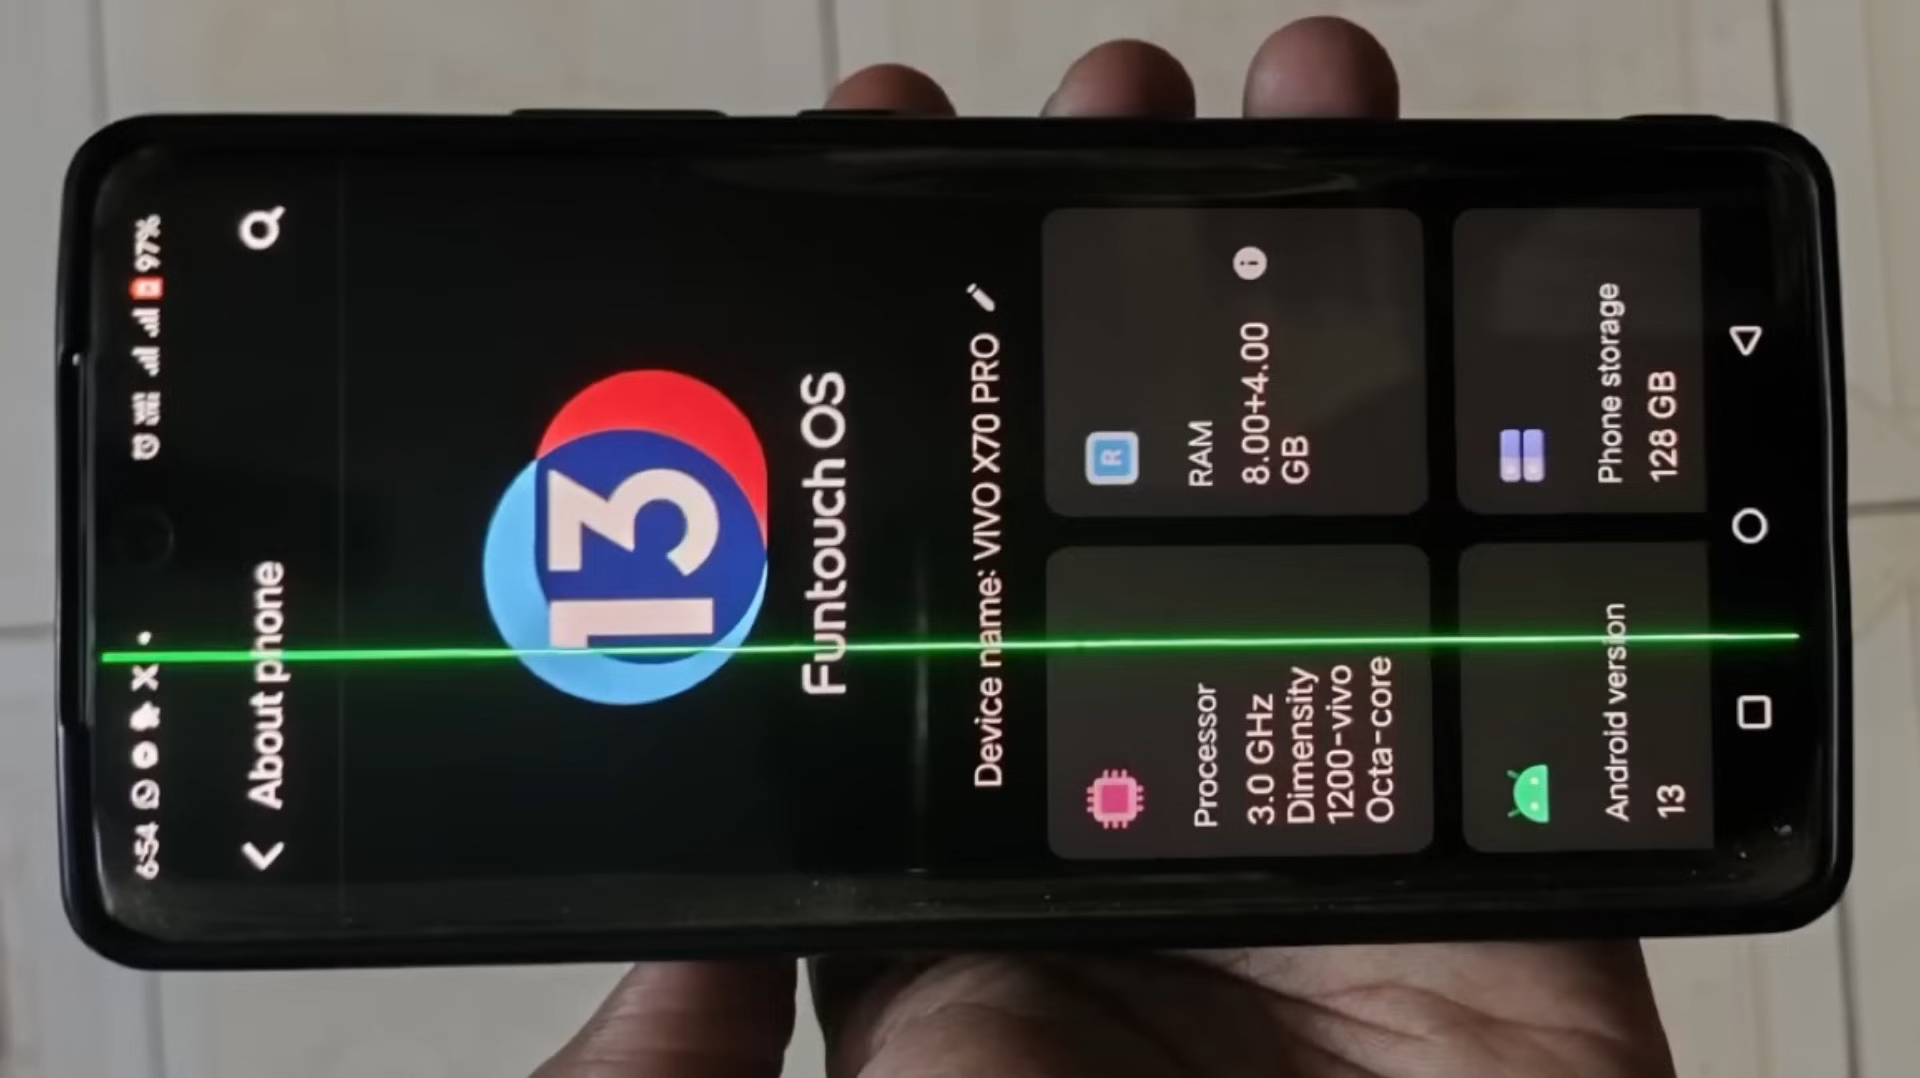 6:54 X 97%
About phone
13
Funtouch OS
Device name: VIVO X70 PRO
Processor
3.0 GHz
Dimensity
1200-vivo
Octa-core
R
RAM
8.00+4.00
GB
Android version
13
Phone storage
128 GB